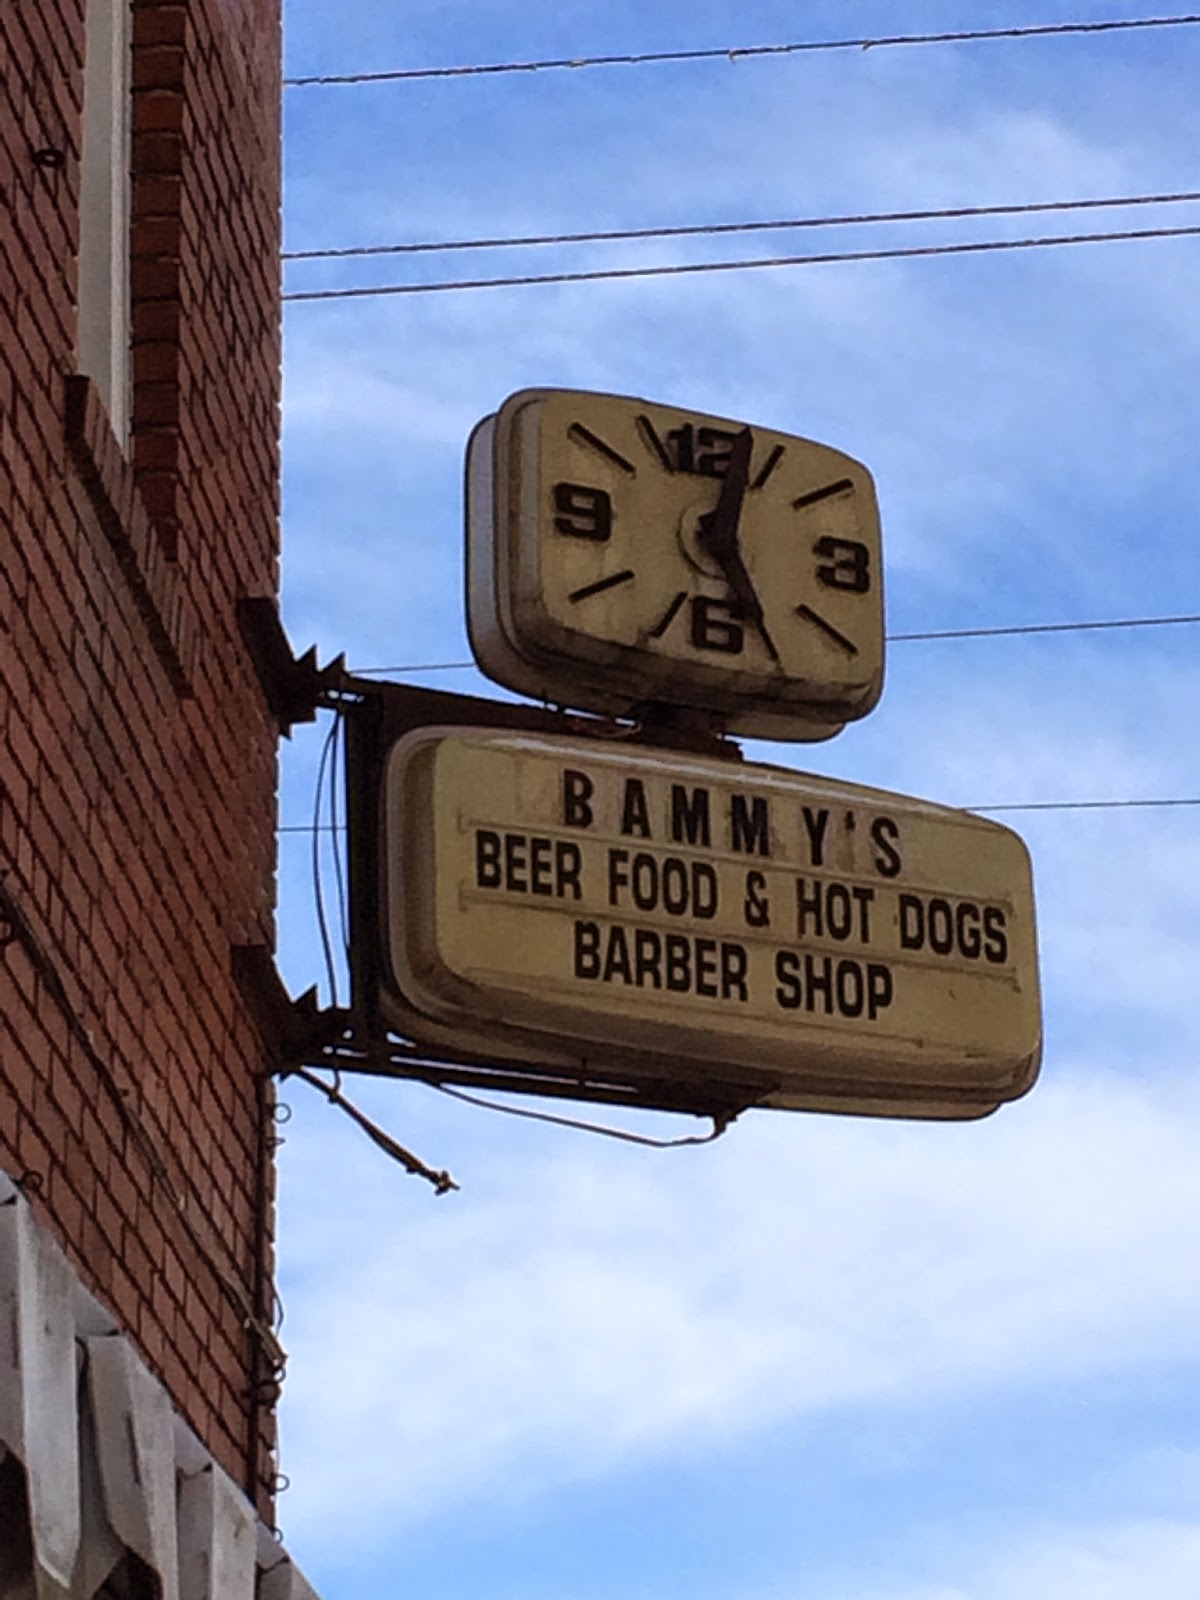 12
9
3
6
BAMMY'S
BEER FOOD & HOT DOGS
BARBER SHOP